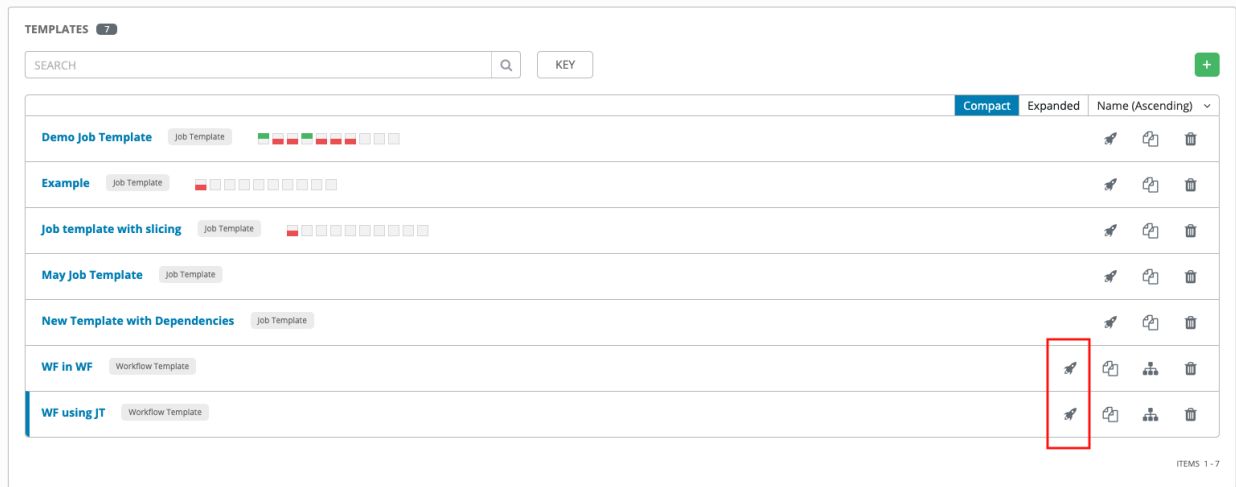 TEMPLATES 7
SEARCH KEY +
Compact Expanded Name (Ascending)
Demo Job Template Job Template
Example Job Template
Job template with slicing Job Template
May Job Template Job Template
New Template with Dependencies Job Template
WF in WF Workflow Template
WF using JT Workflow Template
ITEMS 1 - 7